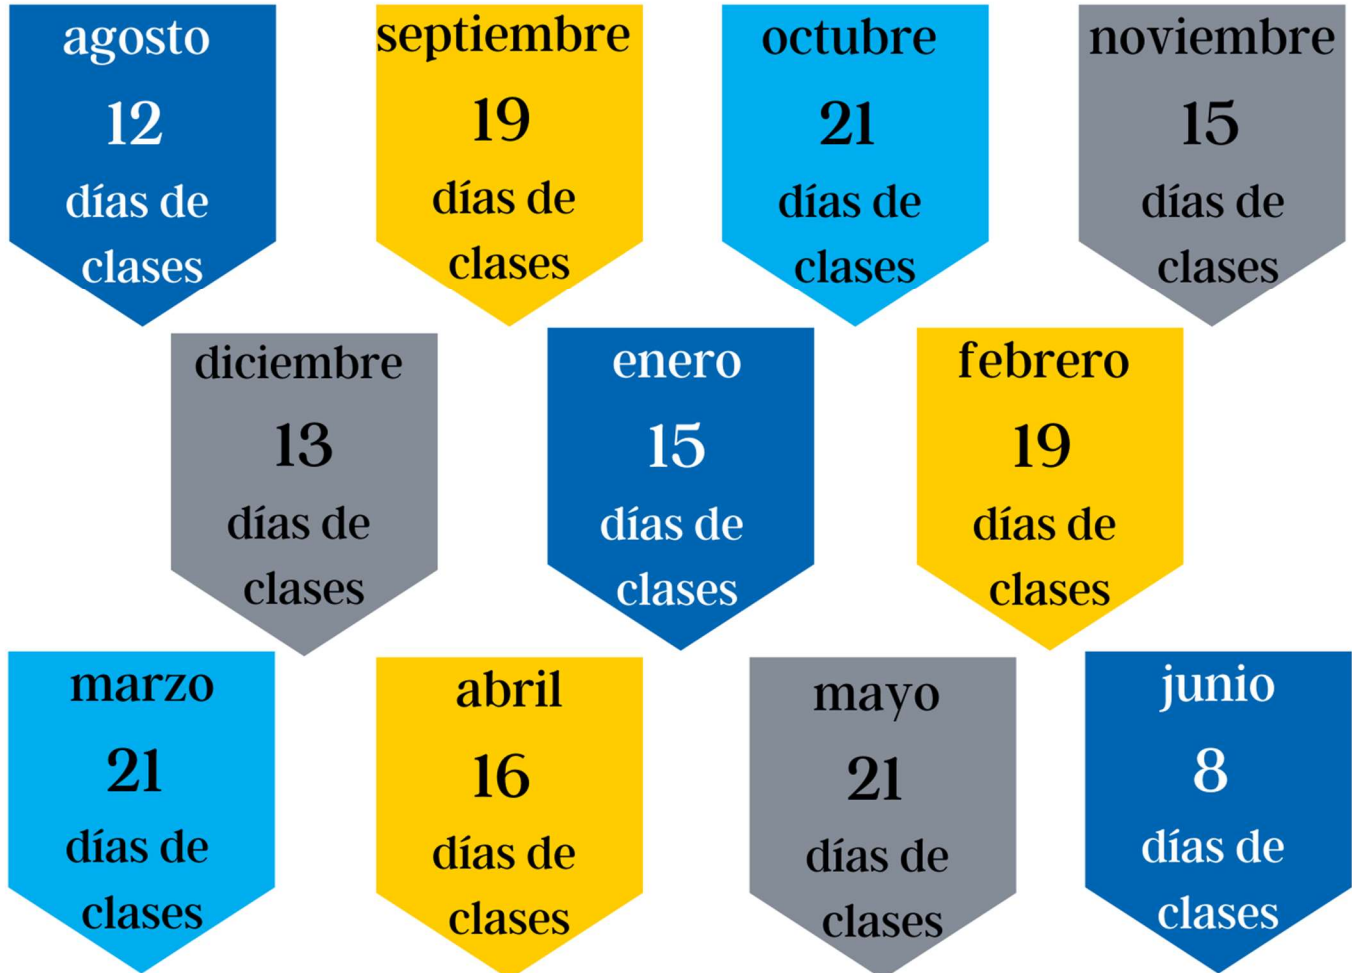 agosto
12
días de
clases
septiembre
19
días de
clases
octubre
21
días de
clases
noviembre
15
días de
clases
diciembre
13
días de
clases
enero
15
días de
clases
febrero
19
días de
clases
marzo
21
días de
clases
abril
16
días de
clases
mayo
21
días de
clases
junio
8
días de
clases